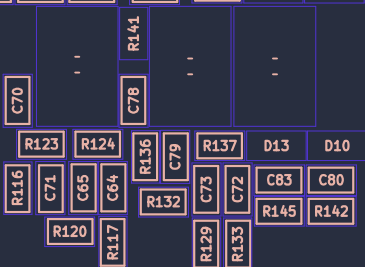 R141
C70
C78
R123
R124
R136
C79
R137
D13
D10
R116
C71
C65
C64
C73
C72
C83
C80
R132
R145
R142
R120
R117
R129
R133